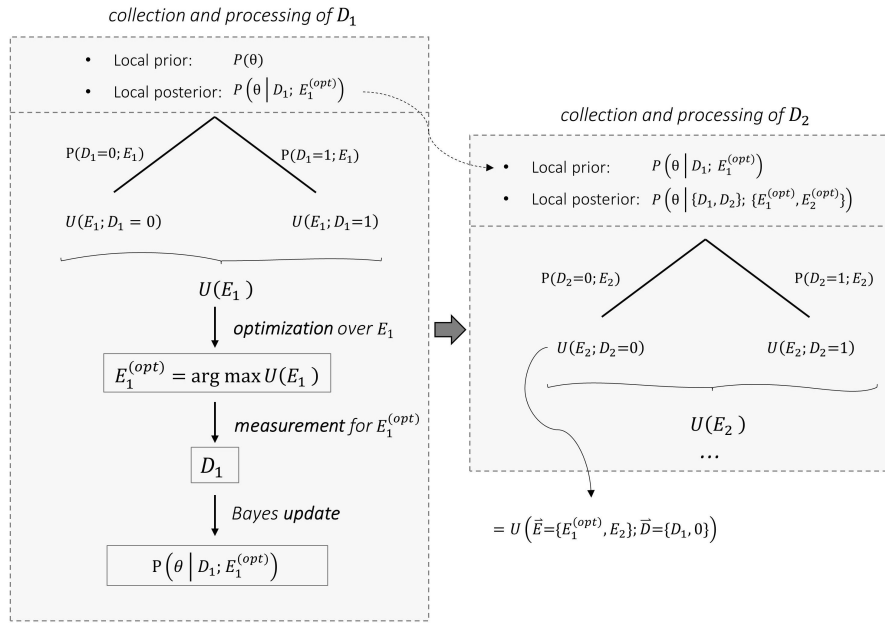 collection and processing of D₁
• Local prior: P(θ)
• Local posterior: P(θ | D₁; E₁^(opt))
P(D₁=0; E₁)
P(D₁=1; E₁)
U(E₁; D₁ = 0)
U(E₁; D₁=1)
U(E₁)
optimization over E₁
E₁^(opt) = arg max U(E₁)
measurement for E₁^(opt)
D₁
Bayes update
P(θ | D₁; E₁^(opt))
collection and processing of D₂
• Local prior: P(θ | D₁; E₁^(opt))
• Local posterior: P(θ | {D₁, D₂}; {E₁^(opt), E₂^(opt)})
P(D₂=0; E₂)
P(D₂=1; E₂)
U(E₂; D₂=0)
U(E₂; D₂=1)
U(E₂)
...
= U(E⃗={E₁^(opt), E₂}; D⃗={D₁, 0})